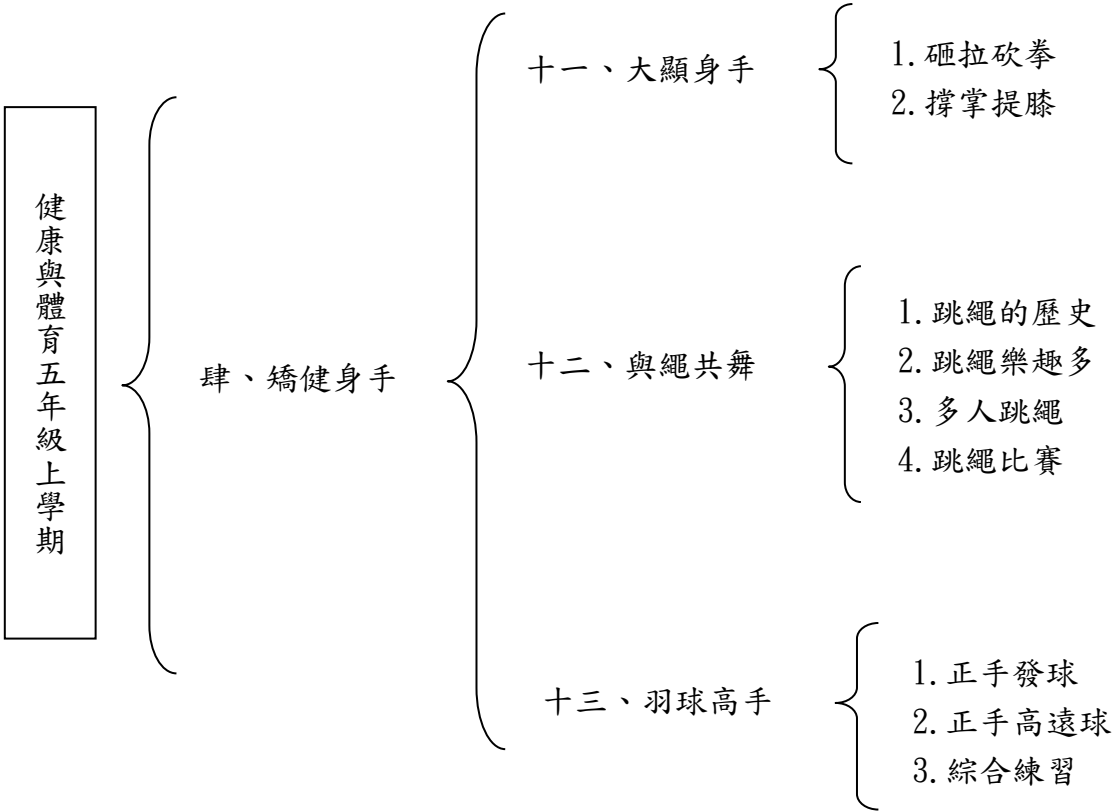 健康與體育五年級上學期
肆、矯健身手
十一、大顯身手
1.砸拉砍拳
2.撐掌提膝
十二、與繩共舞
1.跳繩的歷史
2.跳繩樂趣多
3.多人跳繩
4.跳繩比賽
十三、羽球高手
1.正手發球
2.正手高遠球
3.綜合練習